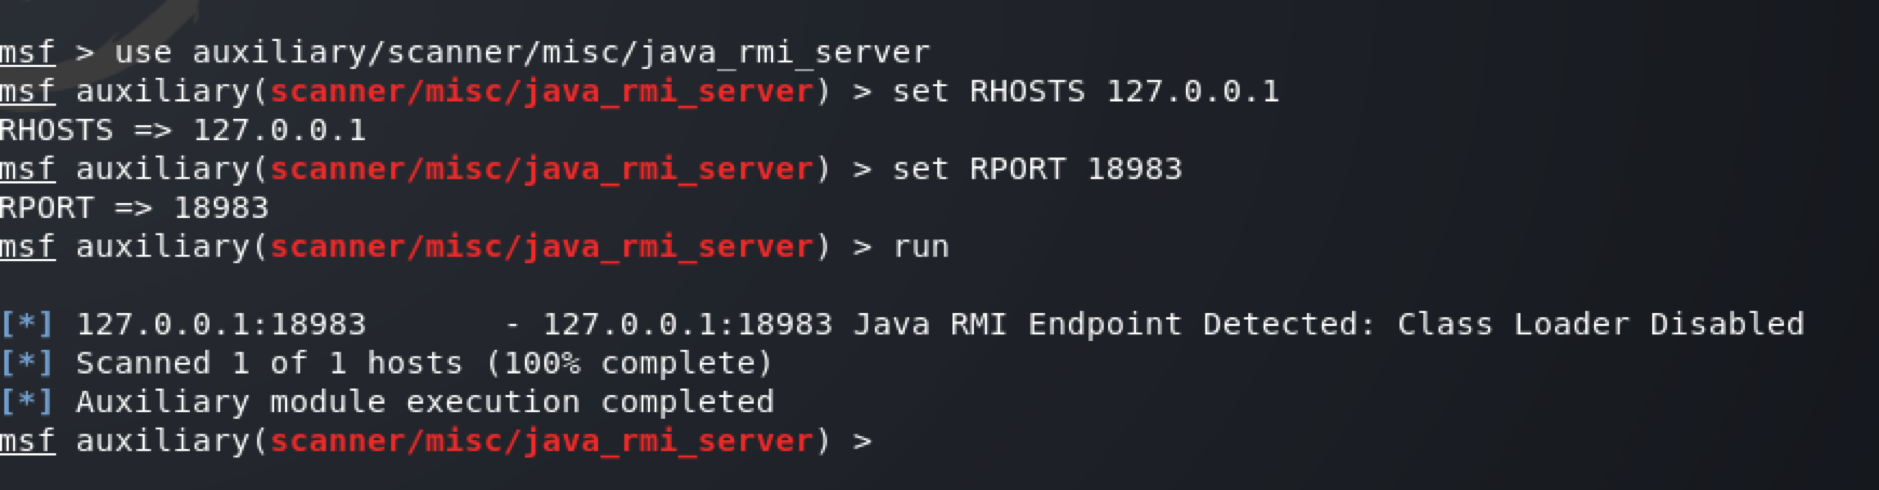 msf > use auxiliary/scanner/misc/java_rmi_server
msf auxiliary(scanner/misc/java_rmi_server) > set RHOSTS 127.0.0.1
RHOSTS => 127.0.0.1
msf auxiliary(scanner/misc/java_rmi_server) > set RPORT 18983
RPORT => 18983
msf auxiliary(scanner/misc/java_rmi_server) > run
[*] 127.0.0.1:18983       - 127.0.0.1:18983 Java RMI Endpoint Detected: Class Loader Disabled
[*] Scanned 1 of 1 hosts (100% complete)
[*] Auxiliary module execution completed
msf auxiliary(scanner/misc/java_rmi_server) >